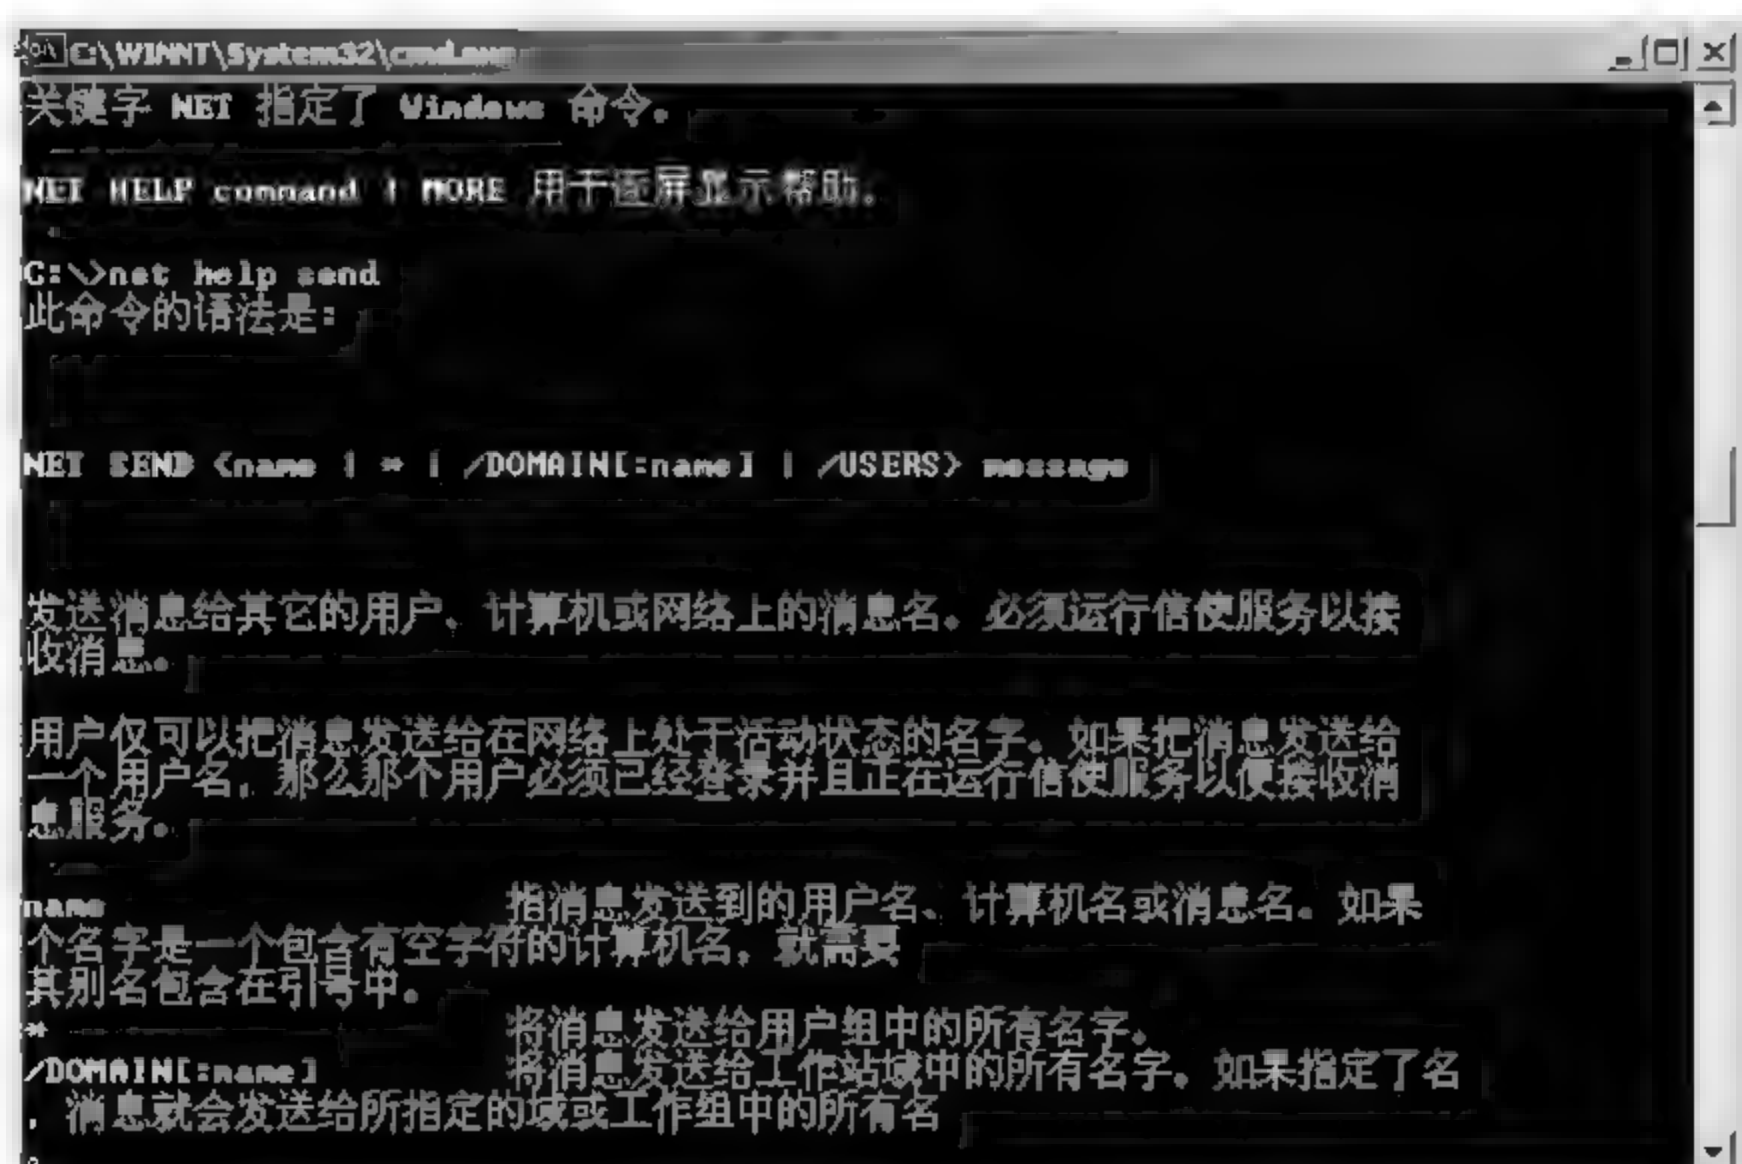 C:\WINNT\System32\cmd.exe
关键字 NET 指定了 Windows 命令。
NET HELP command | MORE 用于逐屏显示帮助。
C:\>net help send
此命令的语法是:
NET SEND {name | * | /DOMAIN[:name] | /USERS} message
发送消息给其它的用户、计算机或网络上的消息名。必须运行信使服务以接
收消息。
用户仅可以把消息发送给在网络上处于活动状态的名字。如果把消息发送给
一个用户名, 那么那个用户必须已经登录并且正在运行信使服务以便接收消
息服务。
name 指消息发送到的用户名、计算机名或消息名。如果
个名字是一个包含有空字符的计算机名, 就需要
其别名包含在引号中。
* 将消息发送给用户组中的所有名字。
/DOMAIN[:name] 将消息发送给工作站域中的所有名字。如果指定了名
, 消息就会发送给所指定的域或工作组中的所有名